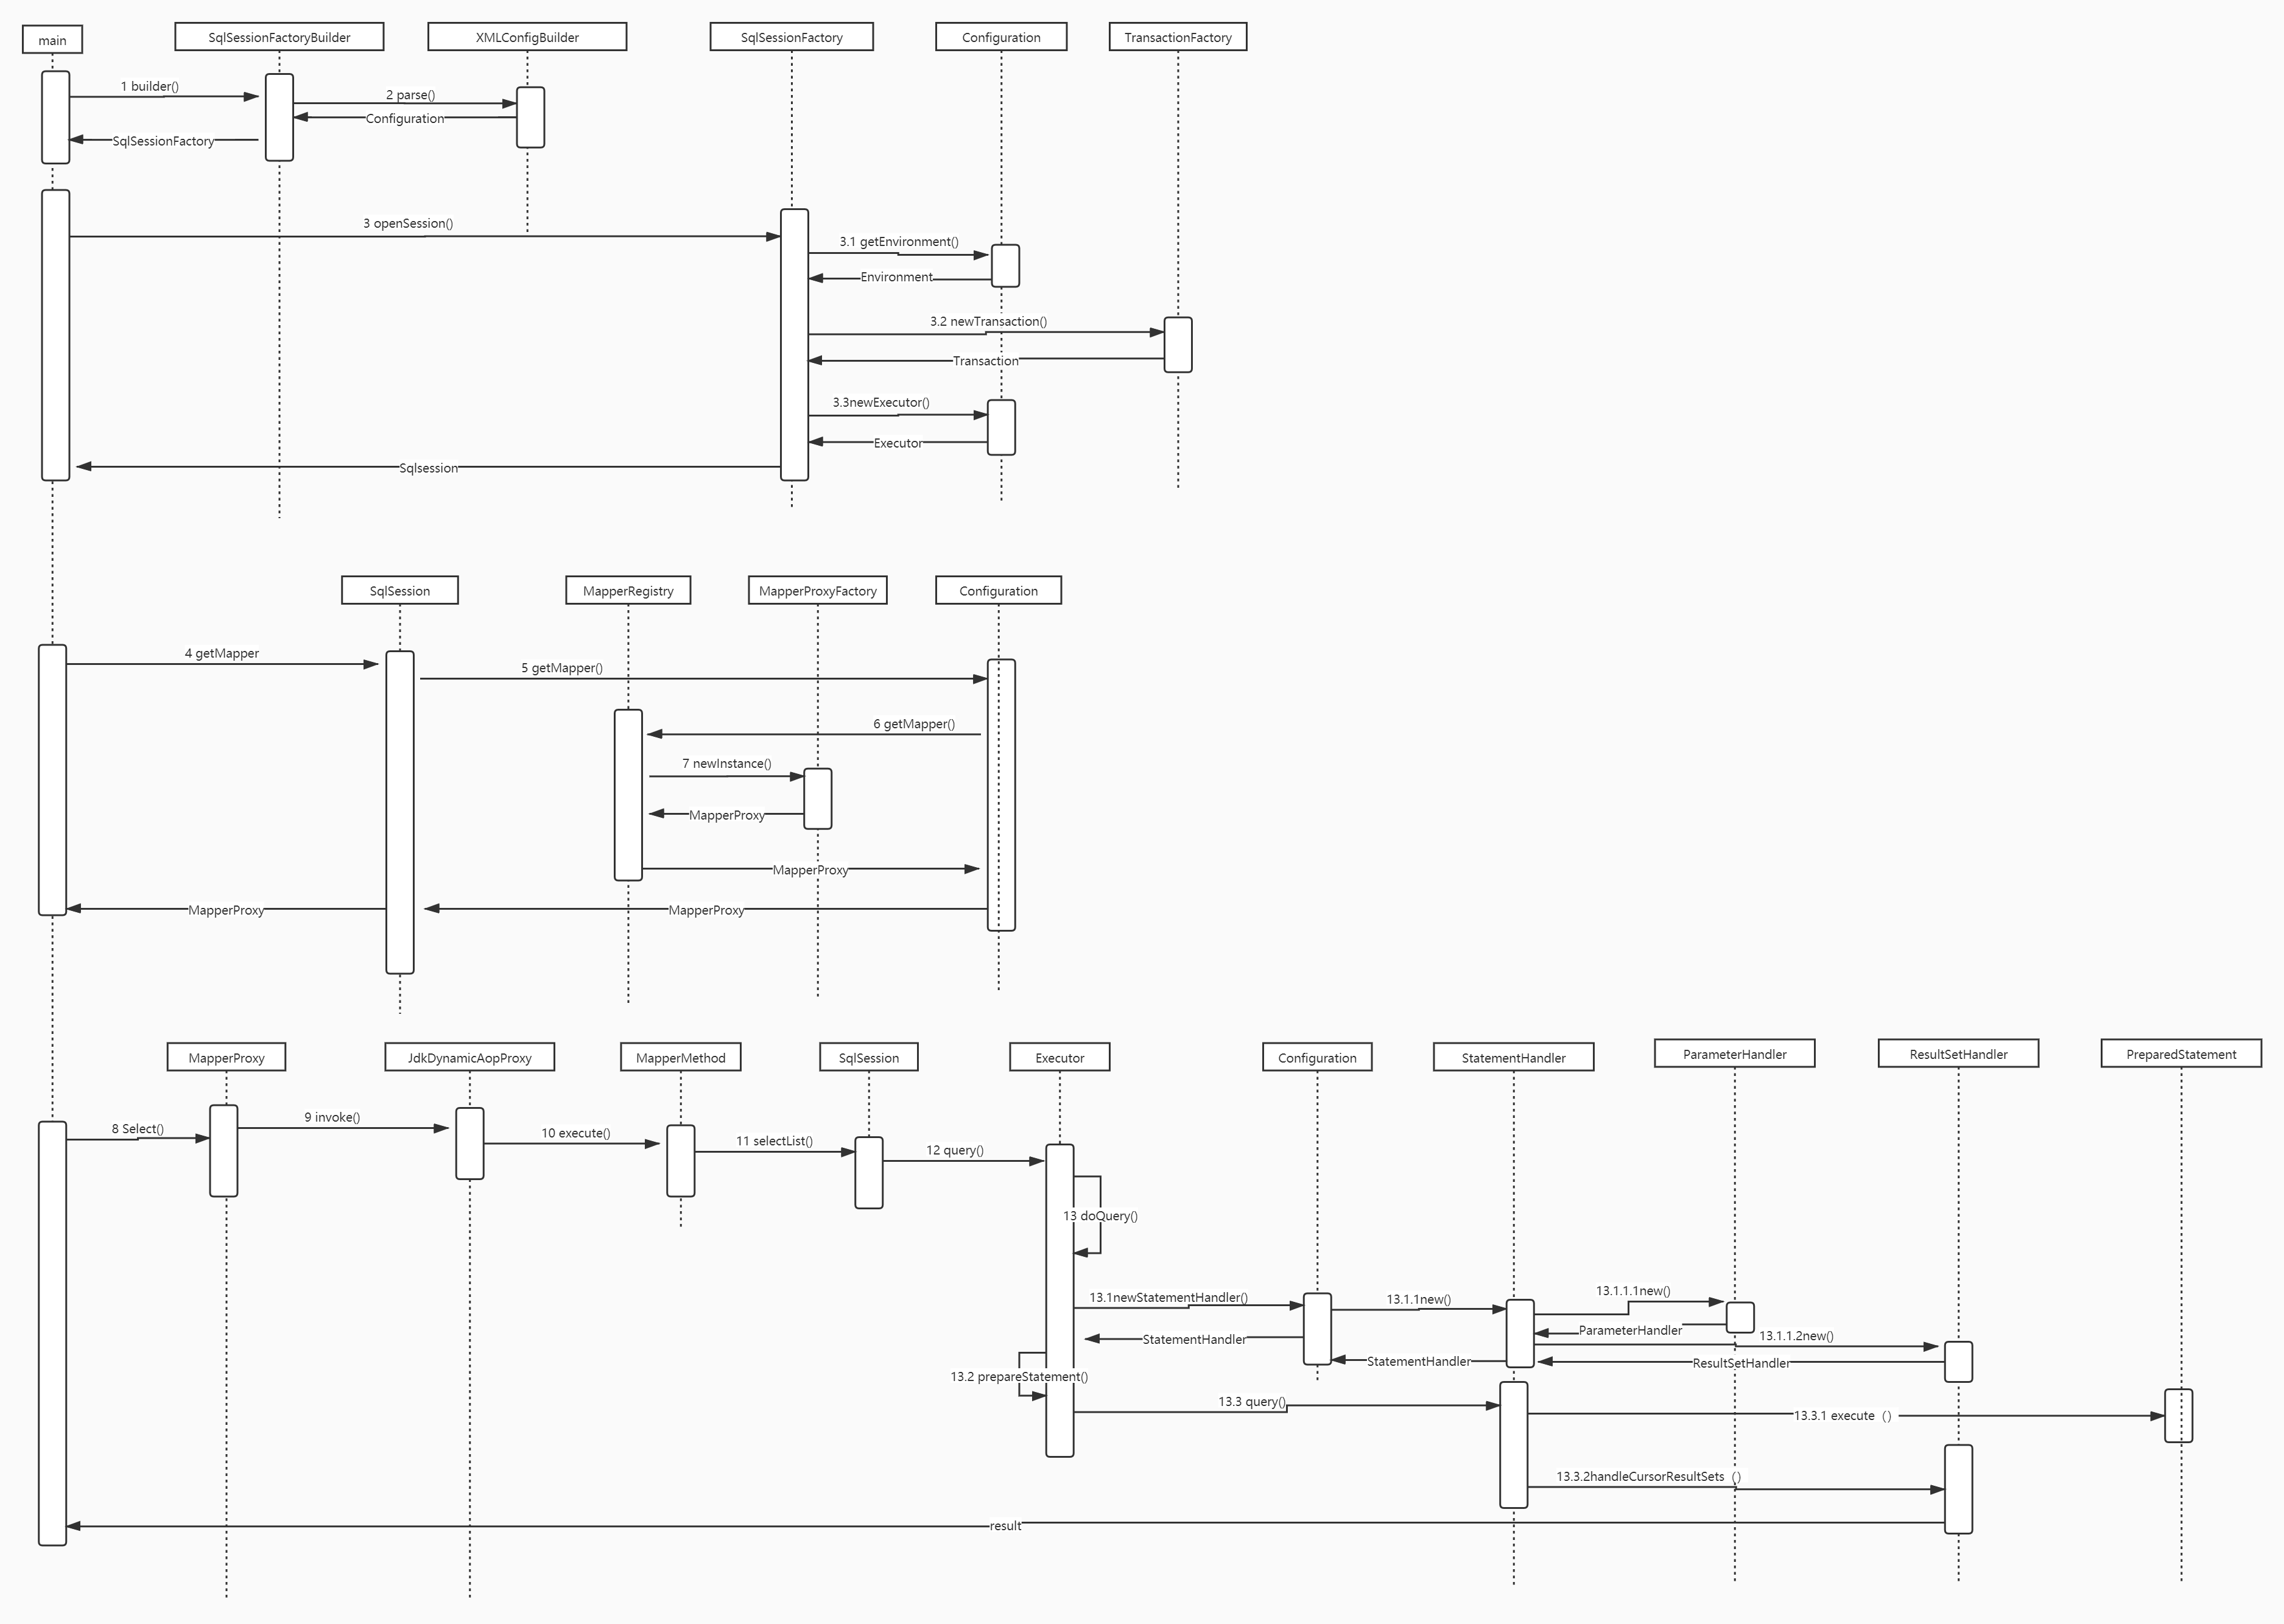 main
SqlSessionFactoryBuilder
XMLConfigBuilder
SqlSessionFactory
Configuration
TransactionFactory
1 builder()
2 parse()
Configuration
SqlSessionFactory
3 openSession()
3.1 getEnvironment()
Environment
3.2 newTransaction()
Transaction
3.3newExecutor()
Executor
Sqlsession
SqlSession
MapperRegistry
MapperProxyFactory
Configuration
4 getMapper
5 getMapper()
6 getMapper()
7 newInstance()
MapperProxy
MapperProxy
MapperProxy
MapperProxy
MapperProxy
JdkDynamicAopProxy
MapperMethod
SqlSession
Executor
Configuration
StatementHandler
ParameterHandler
ResultSetHandler
PreparedStatement
8 Select()
9 invoke()
10 execute()
11 selectList()
12 query()
13 doQuery()
13.1newStatementHandler()
13.1.1new()
13.1.1.1new()
ParameterHandler
13.1.1.2new()
StatementHandler
StatementHandler
ResultSetHandler
13.2 prepareStatement()
13.3 query()
13.3.1 execute（）
13.3.2handleCursorResultSets（）
result